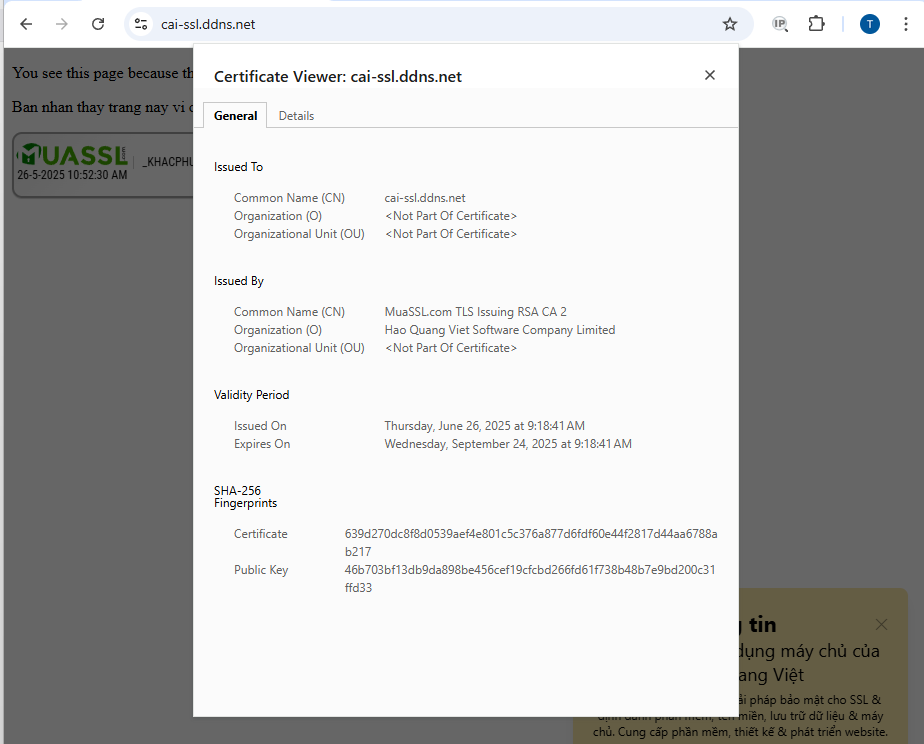 cai-ssl.ddns.net
IP
T
You see this page because th
Ban nhan thay trang nay vi
MUASSL
26-5-2025 10:52:30 AM
_KHACPHU
Certificate Viewer: cai-ssl.ddns.net
General
Details
Issued To
Common Name (CN) cai-ssl.ddns.net
Organization (O) <Not Part Of Certificate>
Organizational Unit (OU) <Not Part Of Certificate>
Issued By
Common Name (CN) MuaSSL.com TLS Issuing RSA CA 2
Organization (O) Hao Quang Viet Software Company Limited
Organizational Unit (OU) <Not Part Of Certificate>
Validity Period
Issued On Thursday, June 26, 2025 at 9:18:41 AM
Expires On Wednesday, September 24, 2025 at 9:18:41 AM
SHA-256
Fingerprints
Certificate 639d270dc8f8d0539aef4e801c5c376a877d6fdf60e44f2817d44aa6788a
b217
Public Key 46b703bf13db9da898be456cef19cfcbd266fd61f738b48b7e9bd200c31
ffd33
tin
dụng máy chủ của
ang Việt
ải pháp bảo mật cho SSL &
định danh phần mềm, tên miền, lưu trữ dữ liệu & máy
chủ. Cung cấp phần mềm, thiết kế & phát triển website.